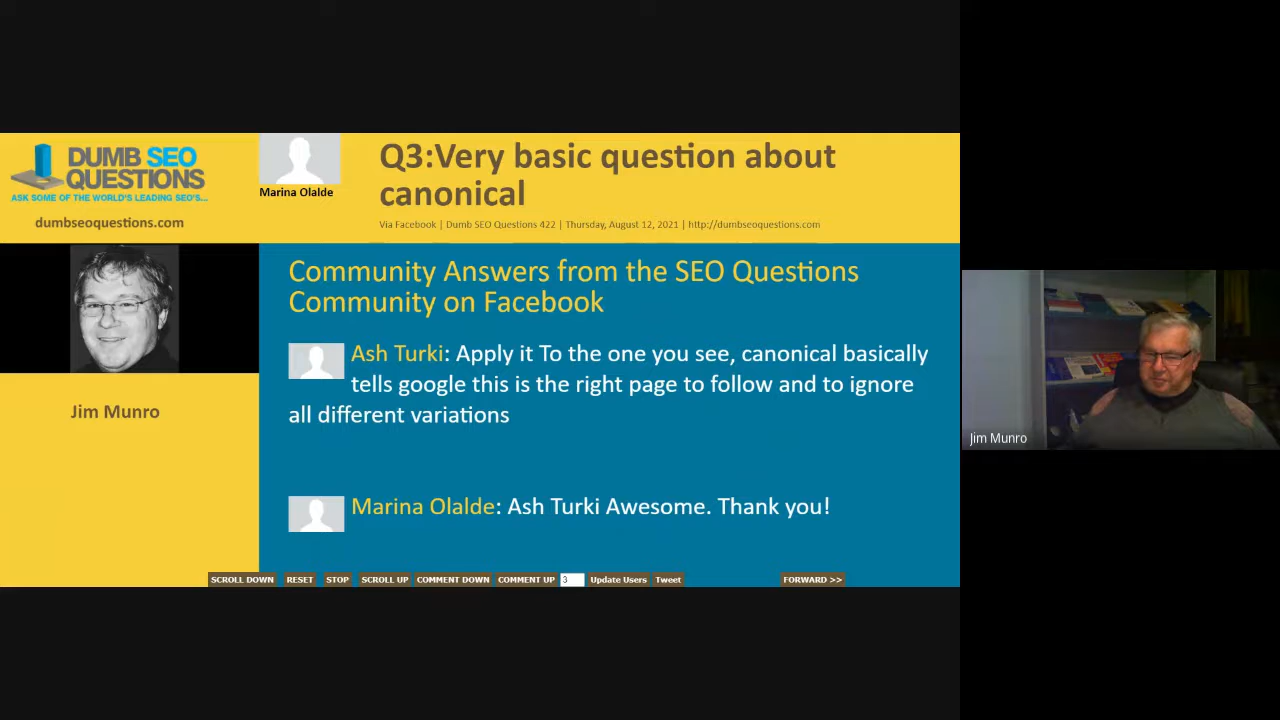 DUMB SEO
QUESTIONS
ASK SOME OF THE WORLD'S LEADING SEO'S...
dumbseoquestions.com
Marina Olalde
Q3:Very basic question about
canonical
Via Facebook | Dumb SEO Questions 422 | Thursday, August 12, 2021 | http://dumbseoquestions.com
Jim Munro
Community Answers from the SEO Questions
Community on Facebook
Ash Turki: Apply it To the one you see, canonical basically
tells google this is the right page to follow and to ignore
all different variations
Marina Olalde: Ash Turki Awesome. Thank you!
SCROLL DOWN RESET STOP SCROLL UP COMMENT DOWN COMMENT UP 3 Update Users Tweet FORWARD >>
Jim Munro